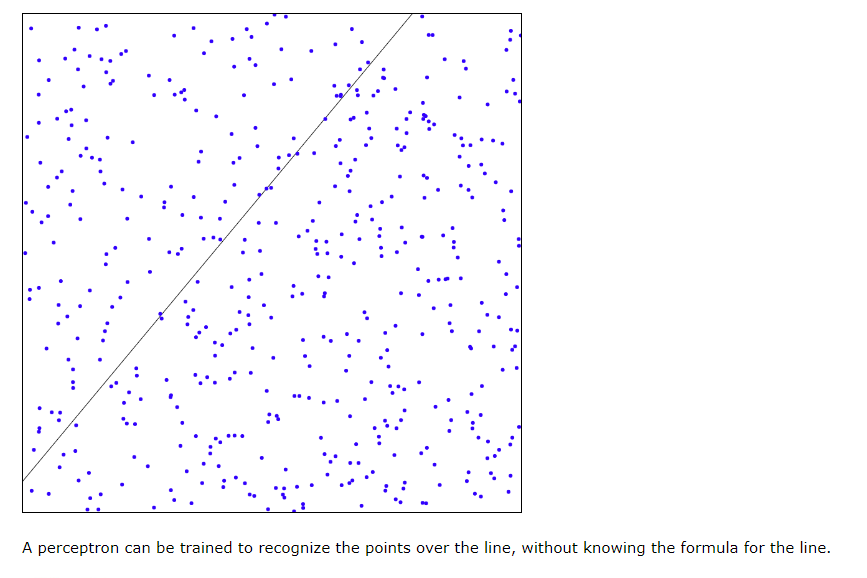 A perceptron can be trained to recognize the points over the line, without knowing the formula for the line.